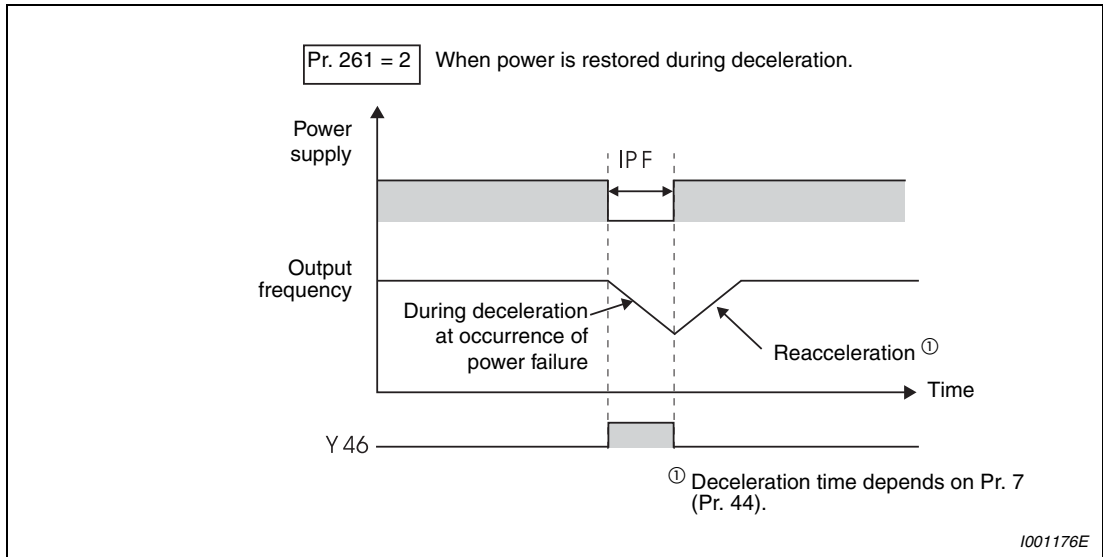 Pr. 261 = 2 When power is restored during deceleration.
Power
supply
IPF
Output
frequency
During deceleration
at occurrence of
power failure
Reacceleration ①
Time
Y46
① Deceleration time depends on Pr. 7
(Pr. 44).
I001176E